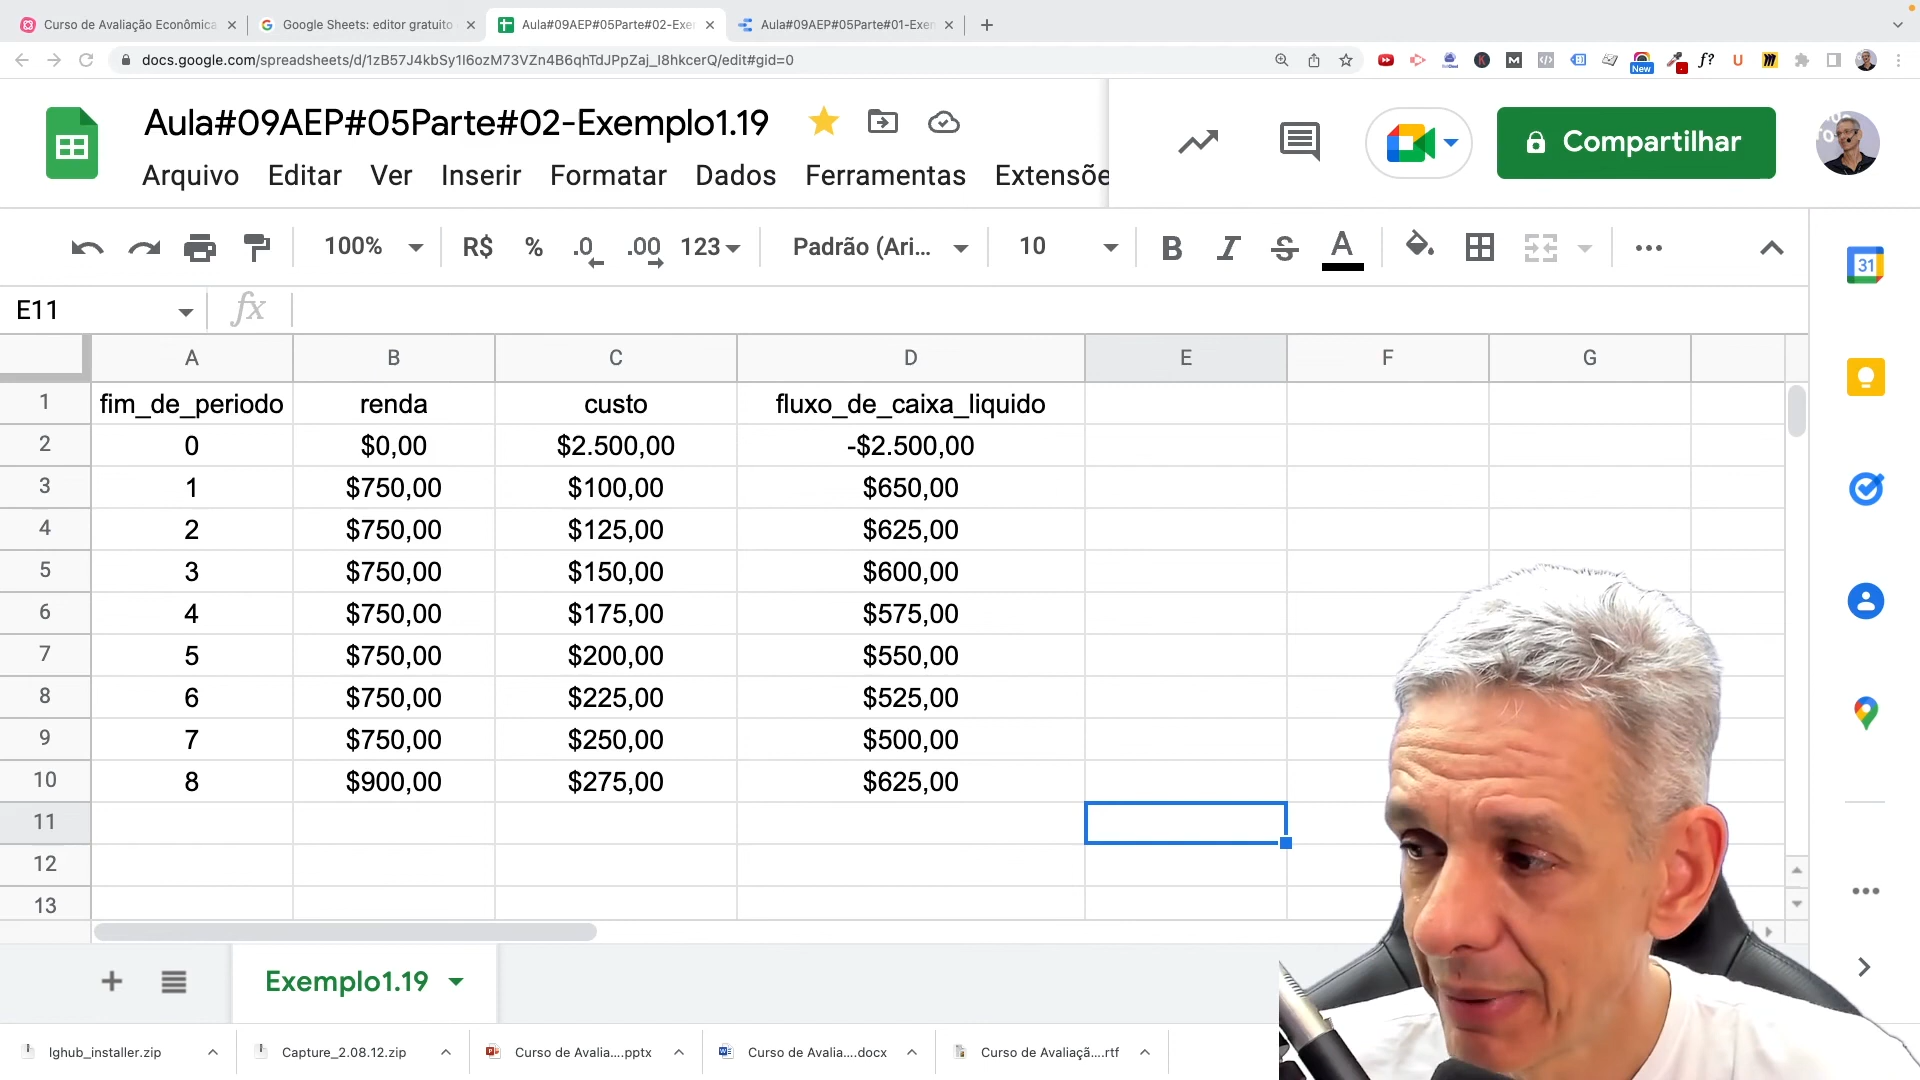 Curso de Avaliação Econômica
Google Sheets: editor gratuito
Aula#09AEP#05Parte#02-Exe
Aula#09AEP#05Parte#01-Exe
docs.google.com/spreadsheets/d/1zB57J4kbSy1I6ozM73VZn4B6qhTdJPpZaj_I8hkcerQ/edit#gid=0
New
Aula#09AEP#05Parte#02-Exemplo1.19
Arquivo Editar Ver Inserir Formatar Dados Ferramentas Extensõe
Compartilhar
100% R$ % .0 .00 123 Padrão (Ari... 10 B I S A
31
E11 fx
A B C D E F G
1 fim_de_periodo renda custo fluxo_de_caixa_liquido
2 0 $0,00 $2.500,00 -$2.500,00
3 1 $750,00 $100,00 $650,00
4 2 $750,00 $125,00 $625,00
5 3 $750,00 $150,00 $600,00
6 4 $750,00 $175,00 $575,00
7 5 $750,00 $200,00 $550,00
8 6 $750,00 $225,00 $525,00
9 7 $750,00 $250,00 $500,00
10 8 $900,00 $275,00 $625,00
11
12
13
Exemplo1.19
lghub_installer.zip
Capture_2.08.12.zip
Curso de Avalia....pptx
Curso de Avalia....docx
Curso de Avaliaçã....rtf